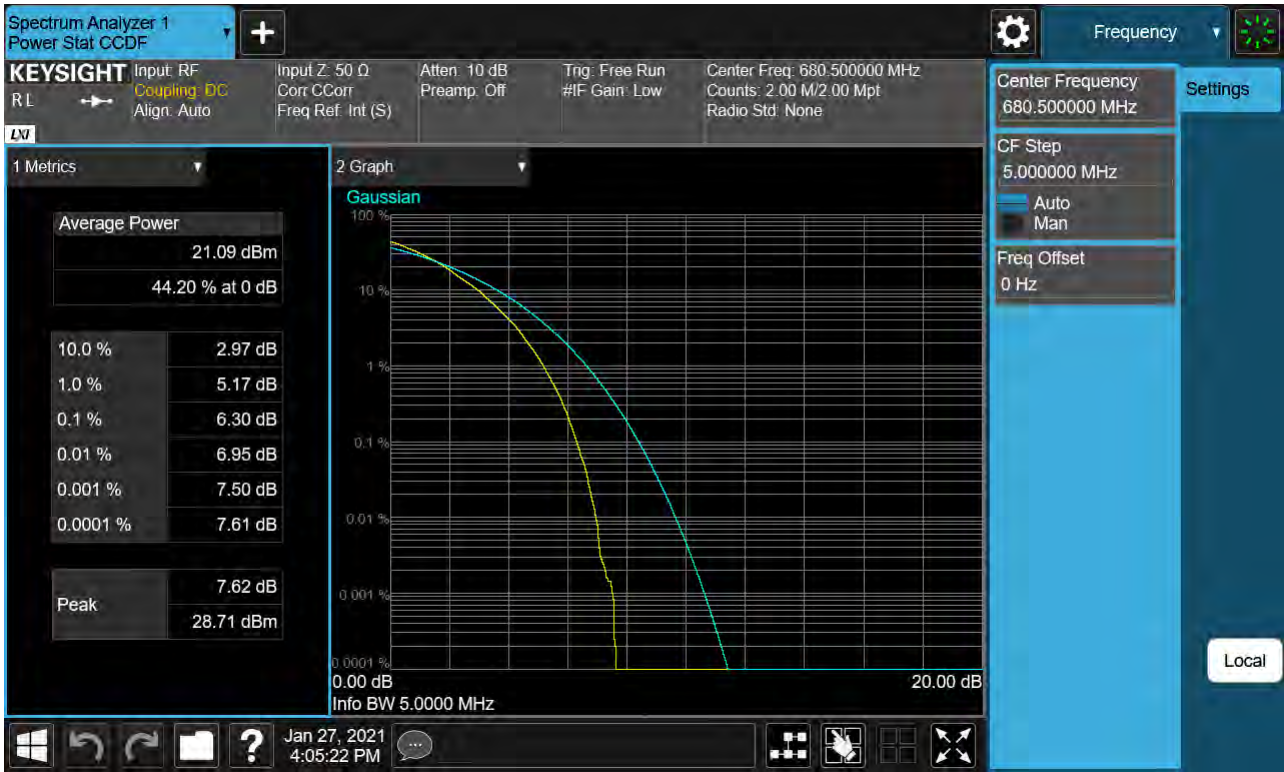 Spectrum Analyzer 1
Power Stat CCDF
Frequency
KEYSIGHT
R L
LXI
Input: RF
Coupling: DC
Align: Auto
Input Z: 50 Ω
Corr CCorr
Freq Ref: Int (S)
Atten: 10 dB
Preamp: Off
Trig: Free Run
#IF Gain: Low
Center Freq: 680.500000 MHz
Counts: 2.00 M/2.00 Mpt
Radio Std: None
Center Frequency
680.500000 MHz
Settings
CF Step
5.000000 MHz
Auto
Man
Freq Offset
0 Hz
Local
1 Metrics
Average Power
21.09 dBm
44.20 % at 0 dB
10.0 % 2.97 dB
1.0 % 5.17 dB
0.1 % 6.30 dB
0.01 % 6.95 dB
0.001 % 7.50 dB
0.0001 % 7.61 dB
Peak
7.62 dB
28.71 dBm
2 Graph
Gaussian
100 %
10 %
1 %
0.1 %
0.01 %
0.001 %
0.0001 %
0.00 dB 20.00 dB
Info BW 5.0000 MHz
?
Jan 27, 2021
4:05:22 PM